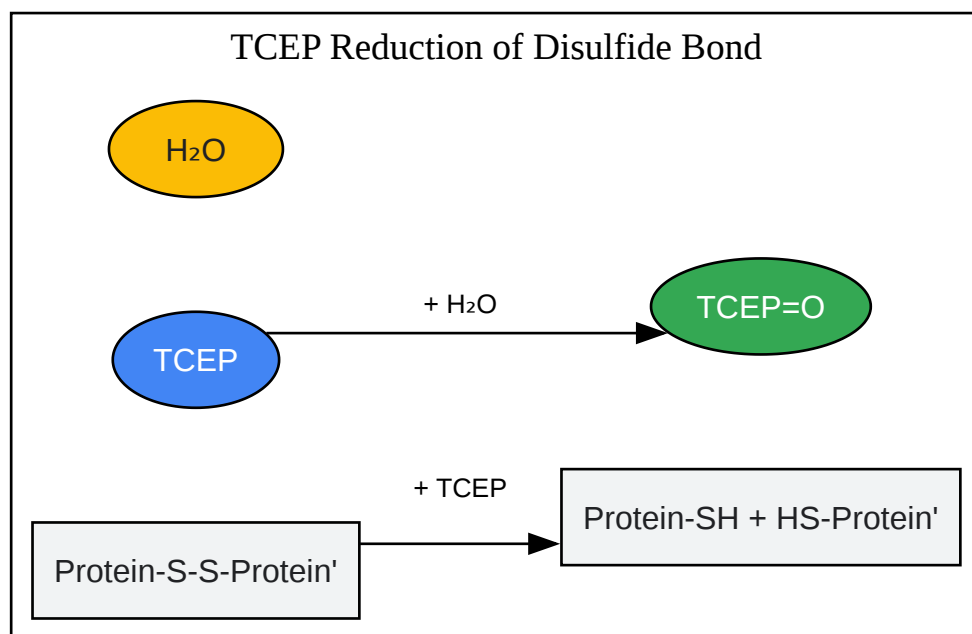 TCEP Reduction of Disulfide Bond
H₂O
+ H₂O
TCEP=O
TCEP
+ TCEP
Protein-SH + HS-Protein'
Protein-S-S-Protein'